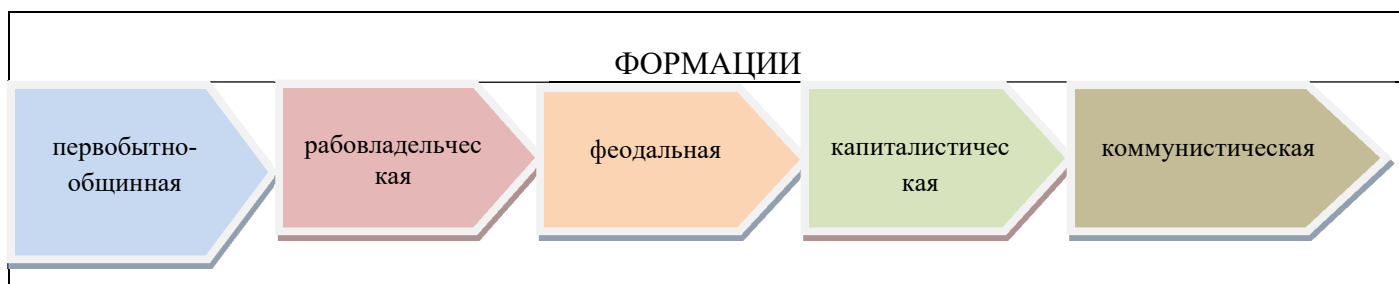 ФОРМАЦИИ
первобытно-
общинная
рабовладельчес
кая
феодальная
капиталистичес
кая
коммунистическая